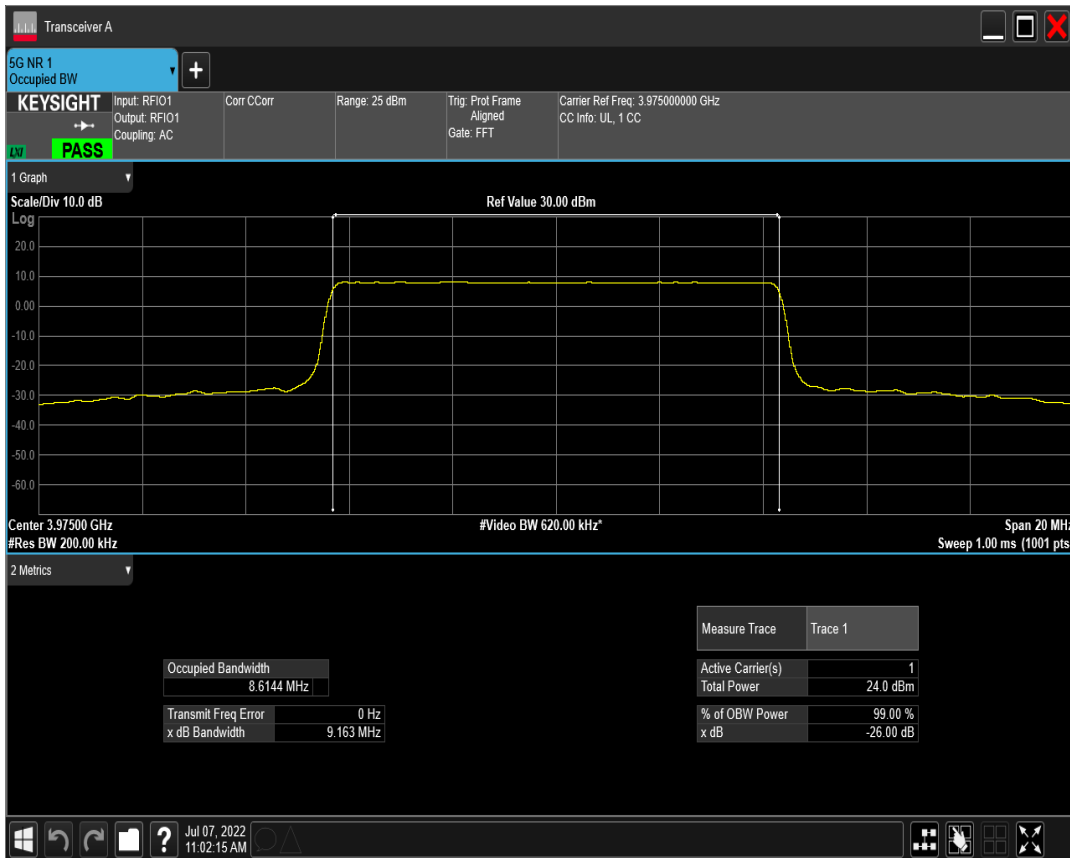 Transceiver A
5G NR 1
Occupied BW
+
KEYSIGHT
LXI
PASS
Input: RFIO1
Output: RFIO1
Coupling: AC
Corr CCorr
Range: 25 dBm
Trig: Prot Frame
Aligned
Gate: FFT
Carrier Ref Freq: 3.975000000 GHz
CC Info: UL, 1 CC
1 Graph
Scale/Div 10.0 dB
Ref Value 30.00 dBm
Log
20.0
10.0
0.00
-10.0
-20.0
-30.0
-40.0
-50.0
-60.0
Center 3.97500 GHz
#Video BW 620.00 kHz*
Span 20 MHz
#Res BW 200.00 kHz
Sweep 1.00 ms (1001 pts
2 Metrics
Measure Trace Trace 1
Occupied Bandwidth
8.6144 MHz
Active Carrier(s) 1
Total Power 24.0 dBm
Transmit Freq Error 0 Hz
x dB Bandwidth 9.163 MHz
% of OBW Power 99.00 %
x dB -26.00 dB
?
Jul 07, 2022
11:02:15 AM